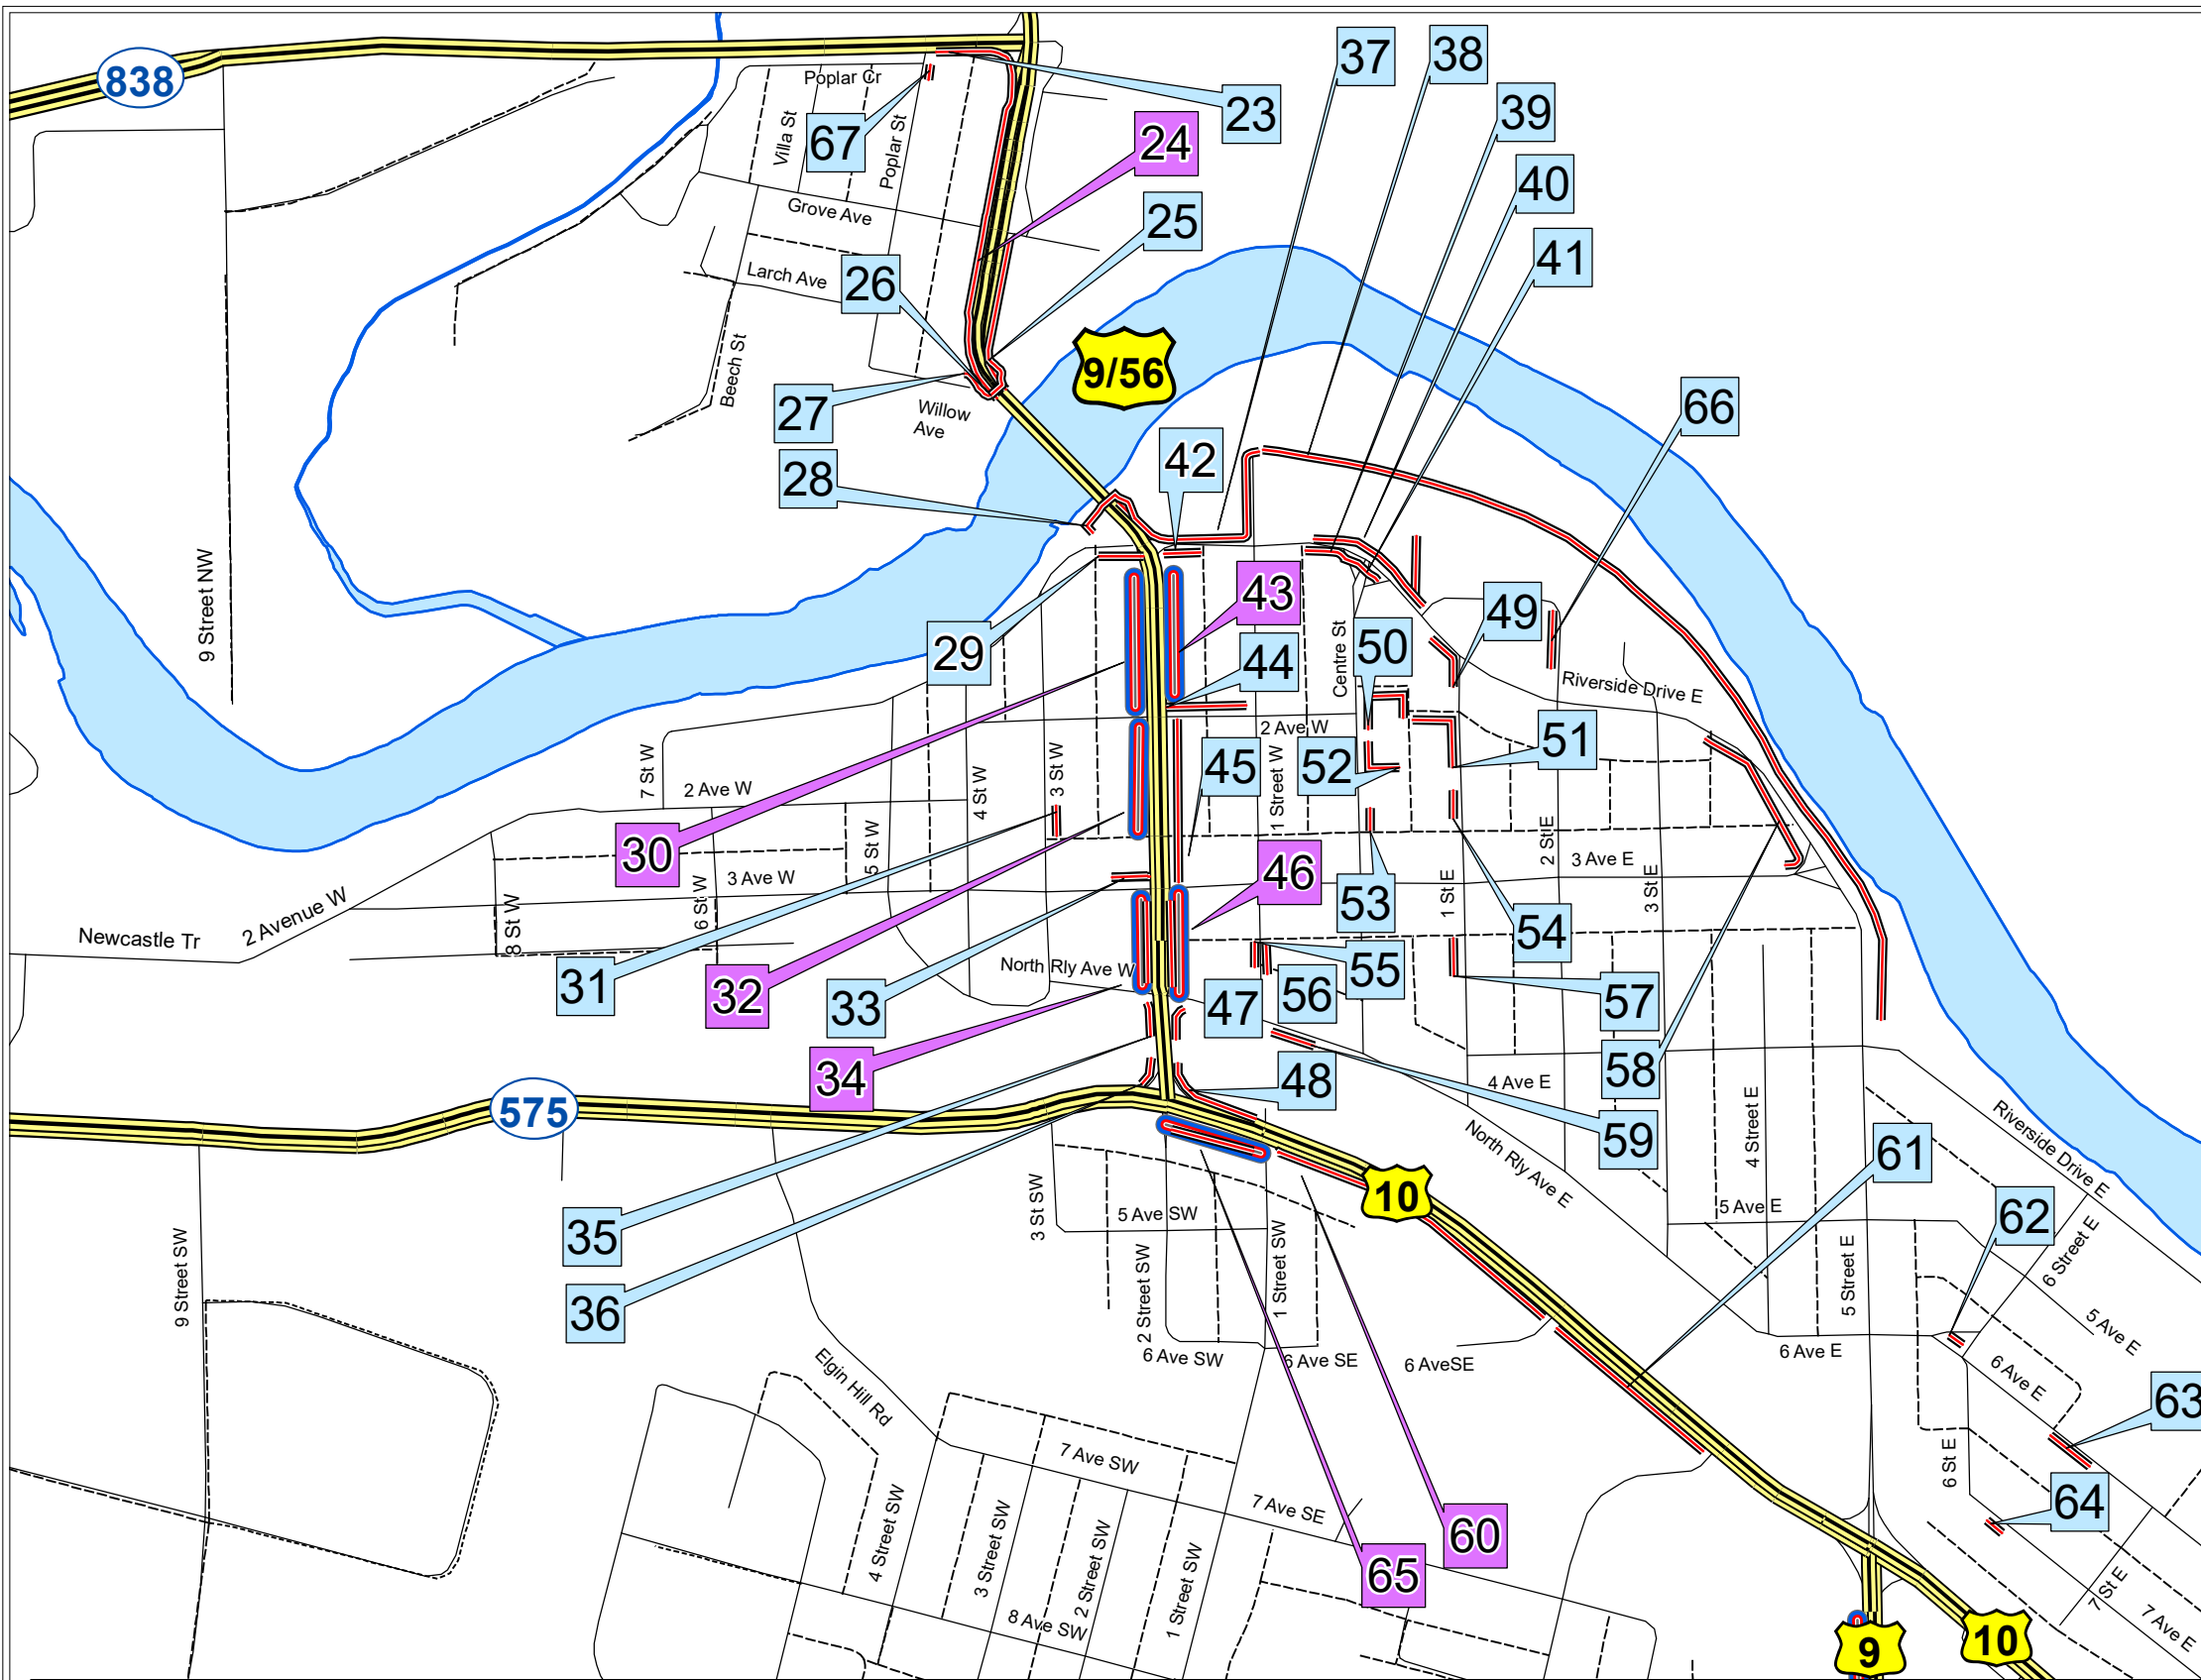 838
Poplar Cr
67
Villa St
Poplar St
23
24
25
37
38
39
40
41
Grove Ave
Larch Ave
26
Beech St
27
Willow
Ave
28
9/56
42
66
9 Street NW
29
43
44
Centre St
50
49
Riverside Drive E
7 St W
2 Ave W
3 St W
4 St W
5 St W
2 Ave W
45
1 Street W
52
51
30
3 Ave W
6 St W
8 St W
2 Avenue W
Newcastle Tr
46
53
1 St E
2 St E
3 Ave E
3 St E
54
31
32
33
North Rly Ave W
47
56
55
57
58
34
575
48
4 Ave E
59
4 Street E
Riverside Drive E
North Rly Ave E
61
10
35
36
3 St SW
5 Ave SW
2 Street SW
1 Street SW
6 Ave SW
6 Ave SE
6 AveSE
5 Ave E
5 Street E
62
6 Street E
5 Ave E
6 Ave E
6 Ave E
63
9 Street SW
Elgin Hill Rd
7 Ave SW
7 Ave SE
4 Street SW
3 Street SW
2 Street SW
1 Street SW
8 Ave SW
60
65
6 St E
64
7 St E
7 Ave E
9
10